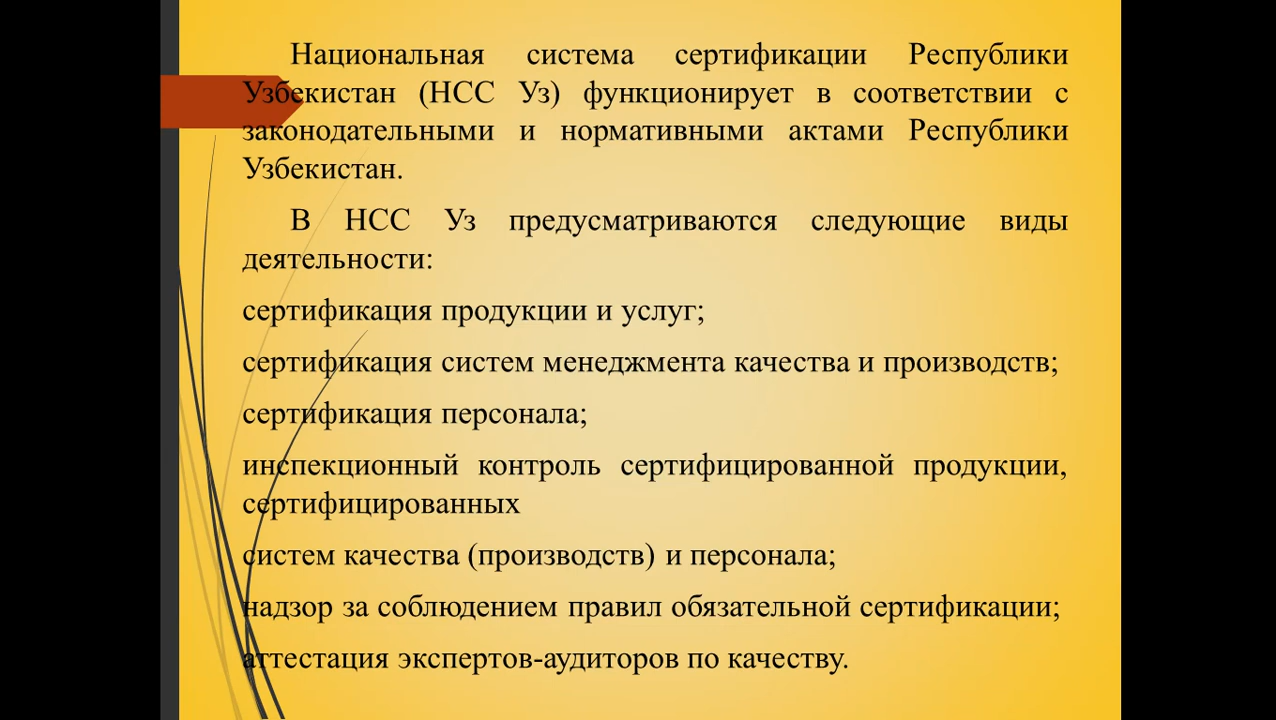 Национальная система сертификации Республики
Узбекистан (НСС Уз) функционирует в соответствии с
законодательными и нормативными актами Республики
Узбекистан.
В НСС Уз предусматриваются следующие виды
деятельности:
сертификация продукции и услуг;
сертификация систем менеджмента качества и производств;
сертификация персонала;
инспекционный контроль сертифицированной продукции,
сертифицированных
систем качества (производств) и персонала;
надзор за соблюдением правил обязательной сертификации;
аттестация экспертов-аудиторов по качеству.